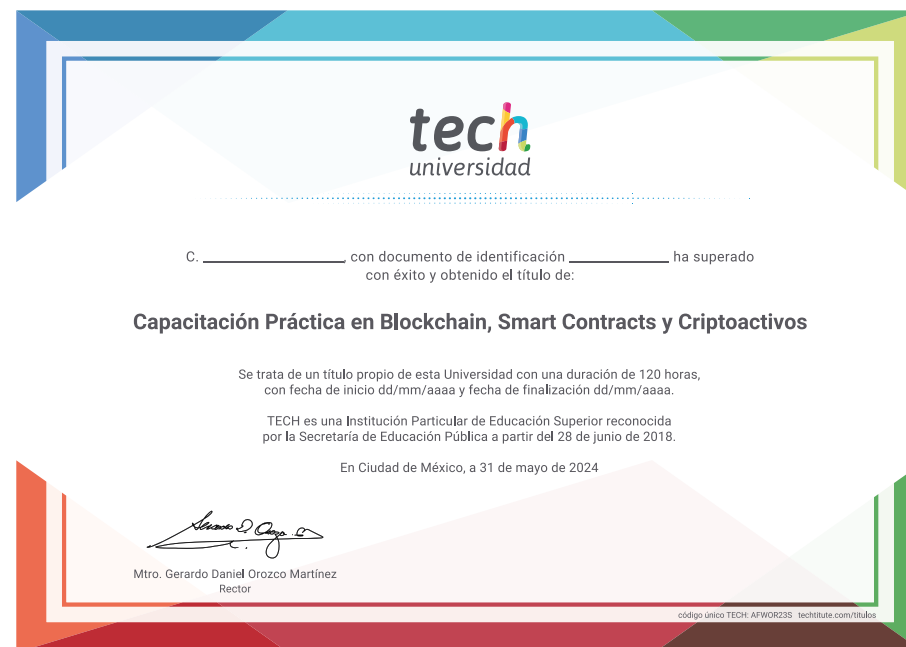 tech
universidad
C. ____________, con documento de identificación ____________ ha superado
con éxito y obtenido el título de:
Capacitación Práctica en Blockchain, Smart Contracts y Criptoactivos
Se trata de un título propio de esta Universidad con una duración de 120 horas,
con fecha de inicio dd/mm/aaaa y fecha de finalización dd/mm/aaaa.
TECH es una Institución Particular de Educación Superior reconocida
por la Secretaría de Educación Pública a partir del 28 de junio de 2018.
En Ciudad de México, a 31 de mayo de 2024
Mtro. Gerardo Daniel Orozco Martínez
Rector
código único TECH: AFWOR23S techtitute.com/titulos